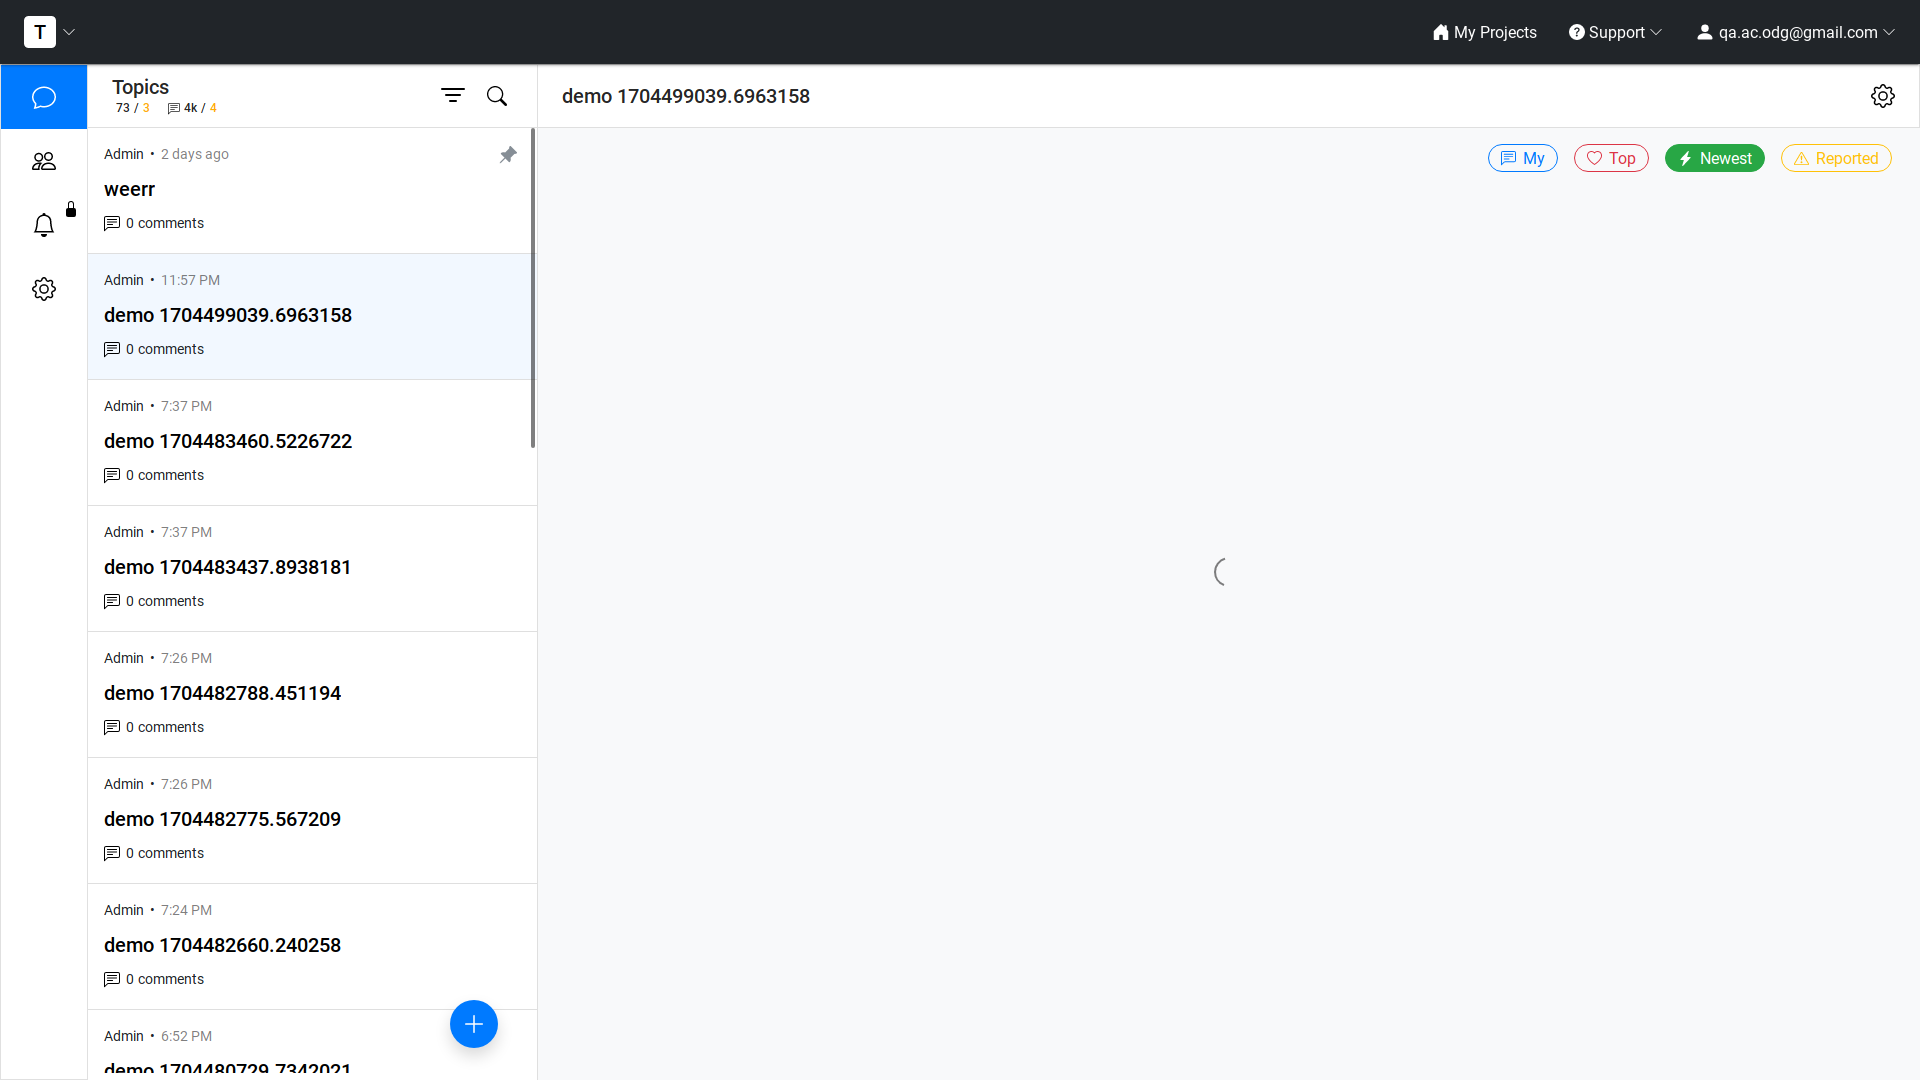 T
My Projects
Support
qa.ac.odg@gmail.com
Topics
73 / 3 4k / 4
demo 1704499039.6963158
My
Top
Newest
Reported
Admin • 2 days ago
weerr
0 comments
Admin • 11:57 PM
demo 1704499039.6963158
0 comments
Admin • 7:37 PM
demo 1704483460.5226722
0 comments
Admin • 7:37 PM
demo 1704483437.8938181
0 comments
Admin • 7:26 PM
demo 1704482788.451194
0 comments
Admin • 7:26 PM
demo 1704482775.567209
0 comments
Admin • 7:24 PM
demo 1704482660.240258
0 comments
Admin • 6:52 PM
demo 1704480729.7342021